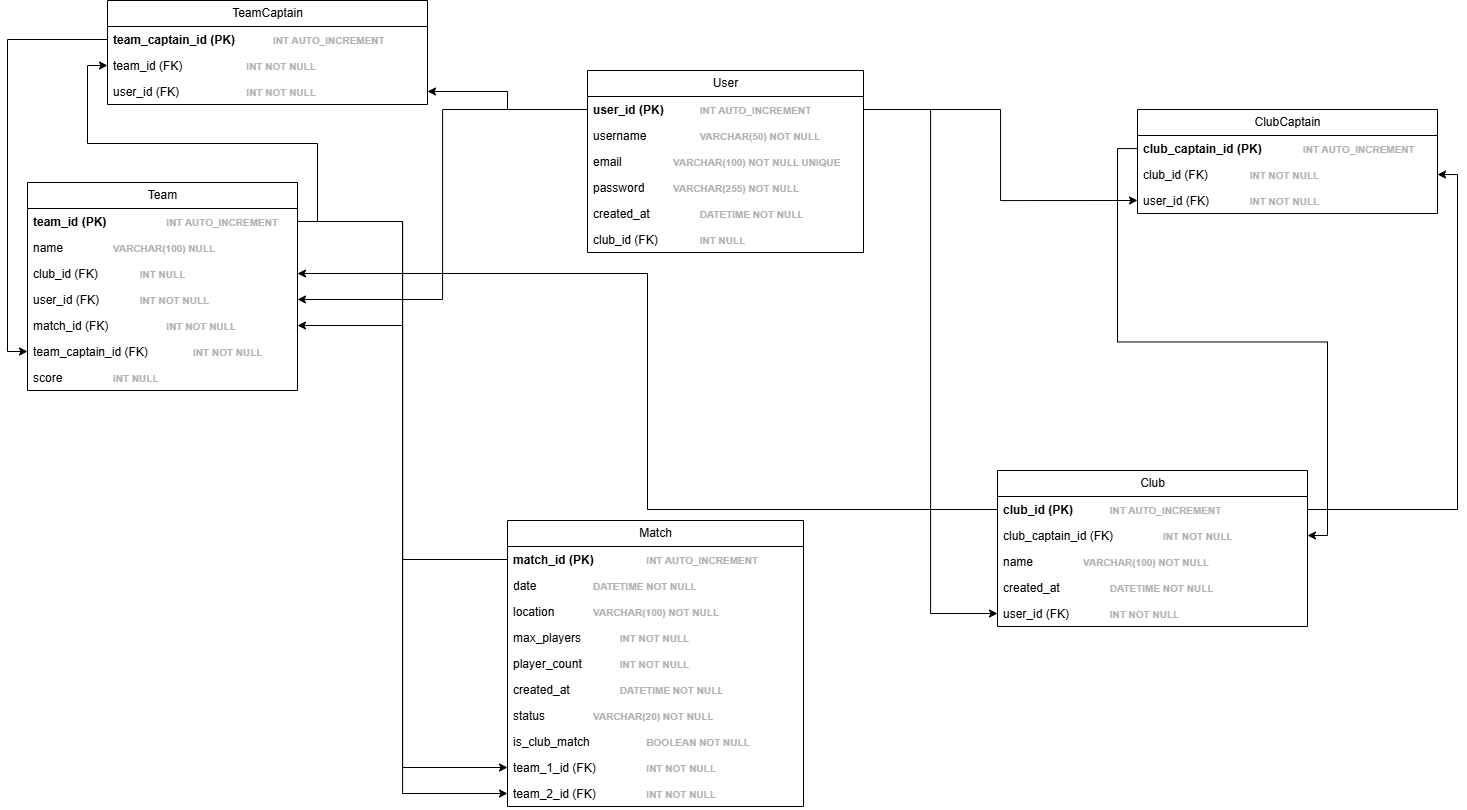 TeamCaptain
team_captain_id (PK) INT AUTO_INCREMENT
team_id (FK) INT NOT NULL
user_id (FK) INT NOT NULL
User
user_id (PK) INT AUTO_INCREMENT
username VARCHAR(50) NOT NULL
email VARCHAR(100) NOT NULL UNIQUE
password VARCHAR(255) NOT NULL
created_at DATETIME NOT NULL
club_id (FK) INT NULL
ClubCaptain
club_captain_id (PK) INT AUTO_INCREMENT
club_id (FK) INT NOT NULL
user_id (FK) INT NOT NULL
Team
team_id (PK) INT AUTO_INCREMENT
name VARCHAR(100) NULL
club_id (FK) INT NULL
user_id (FK) INT NOT NULL
match_id (FK) INT NOT NULL
team_captain_id (FK) INT NOT NULL
score INT NULL
Match
match_id (PK) INT AUTO_INCREMENT
date DATETIME NOT NULL
location VARCHAR(100) NOT NULL
max_players INT NOT NULL
player_count INT NOT NULL
created_at DATETIME NOT NULL
status VARCHAR(20) NOT NULL
is_club_match BOOLEAN NOT NULL
team_1_id (FK) INT NOT NULL
team_2_id (FK) INT NOT NULL
Club
club_id (PK) INT AUTO_INCREMENT
club_captain_id (FK) INT NOT NULL
name VARCHAR(100) NOT NULL
created_at DATETIME NOT NULL
user_id (FK) INT NOT NULL